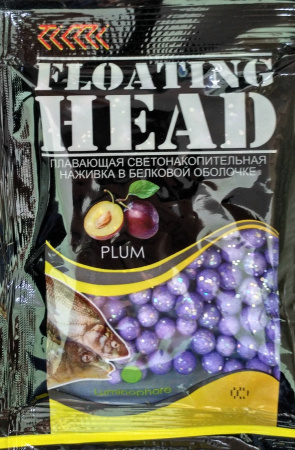 FLOATING
HEAD
ПЛАВАЮЩАЯ СВЕТОНАКОПИТЕЛЬНАЯ
НАЖИВКА В БЕЛКОВОЙ ОБОЛОЧКЕ
PLUM